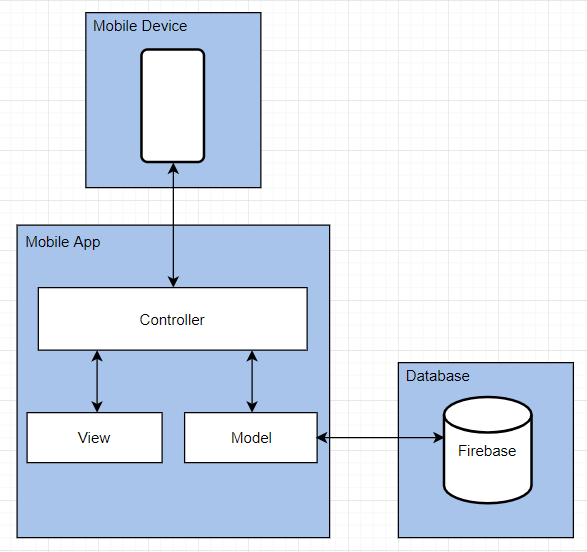 Mobile Device
Mobile App
Controller
View
Model
Database
Firebase